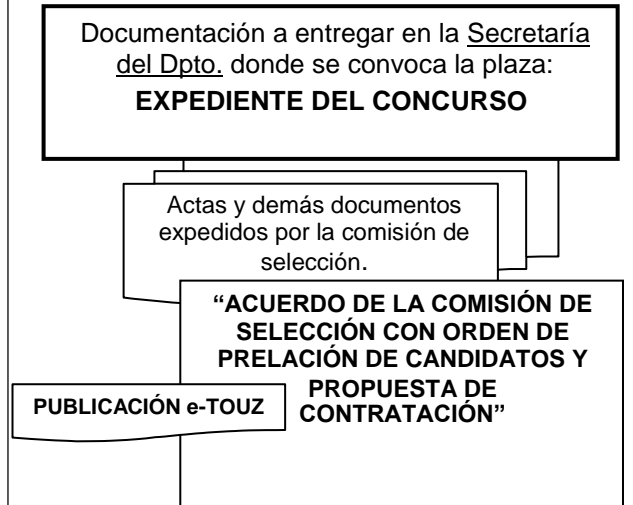 Documentación a entregar en la Secretaría
del Dpto. donde se convoca la plaza:
EXPEDIENTE DEL CONCURSO
Actas y demás documentos
expedidos por la comisión de
selección.
“ACUERDO DE LA COMISIÓN DE
SELECCIÓN CON ORDEN DE
PRELACIÓN DE CANDIDATOS Y
PROPUESTA DE
CONTRATACIÓN”
PUBLICACIÓN e-TOUZ